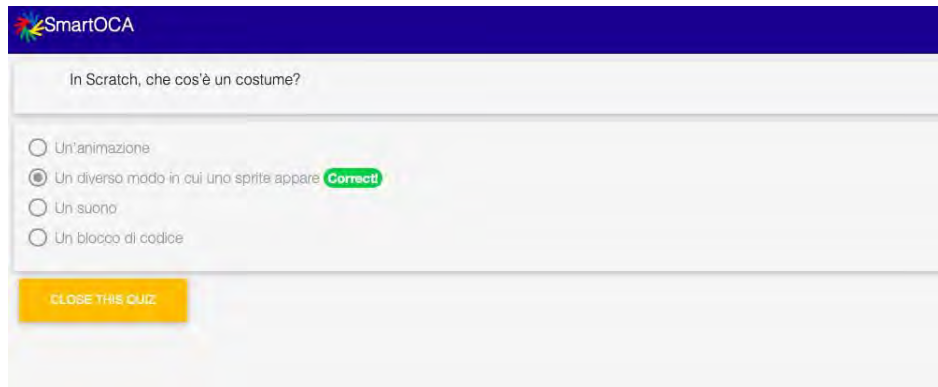 SmartOCA
In Scratch, che cos'è un costume?
Un'animazione
Un diverso modo in cui uno sprite appare Correct!
Un suono
Un blocco di codice
CLOSE THIS QUIZ